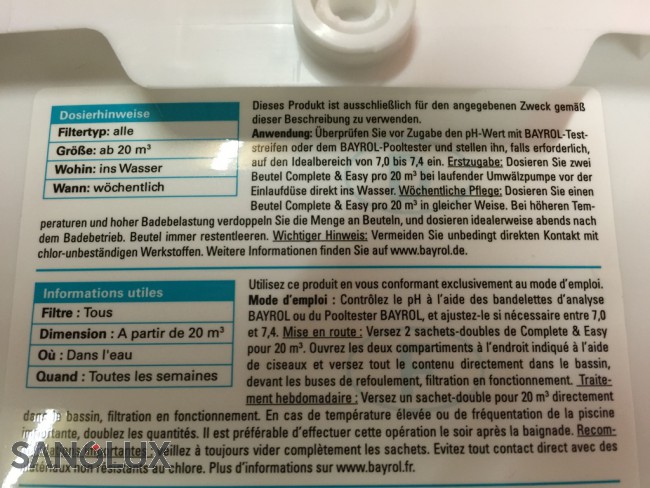 Dosierhinweise
Filtertyp: alle
Größe: ab 20 m³
Wohin: ins Wasser
Wann: wöchentlich
Dieses Produkt ist ausschließlich für den angegebenen Zweck gemäß
dieser Beschreibung zu verwenden.
Anwendung: Überprüfen Sie vor Zugabe den pH-Wert mit BAYROL-Test-
streifen oder dem BAYROL-Pooltester und stellen ihn, falls erforderlich,
auf den Idealbereich von 7,0 bis 7,4 ein. Erstzugabe: Dosieren Sie zwei
Beutel Complete & Easy pro 20 m³ bei laufender Umwälzpumpe vor der
Einlaufdüse direkt ins Wasser. Wöchentliche Pflege: Dosieren Sie einen
Beutel Complete & Easy pro 20 m³ in gleicher Weise. Bei höheren Tem-
peraturen und hoher Badebelastung verdoppeln Sie die Menge an Beuteln, und dosieren idealerweise abends nach
dem Badebetrieb. Beutel immer restentleeren. Wichtiger Hinweis: Vermeiden Sie unbedingt direkten Kontakt mit
chlor-unbeständigen Werkstoffen. Weitere Informationen finden Sie auf www.bayrol.de.
Informations utiles
Filtre : Tous
Dimension : A partir de 20 m³
Où : Dans l'eau
Quand : Toutes les semaines
Utilisez ce produit en vous conformant exclusivement au mode d'emploi.
Mode d'emploi : Contrôlez le pH à l'aide des bandelettes d'analyse
BAYROL ou du Pooltester BAYROL, et ajustez-le si nécessaire entre 7,0
et 7,4. Mise en route : Versez 2 sachets-doubles de Complete & Easy
pour 20 m³. Ouvrez les deux compartiments à l'endroit indiqué à l'aide
de ciseaux et versez tout le contenu directement dans le bassin,
devant les buses de refoulement, filtration en fonctionnement. Traite-
ment hebdomadaire : Versez un sachet-double pour 20 m³ directement
dans le bassin, filtration en fonctionnement. En cas de température élevée ou de fréquentation de la piscine
importante, doublez les quantités. Il est préférable d'effectuer cette opération le soir après la baignade. Recom-
mandations importantes : Veillez à toujours vider complètement les sachets. Evitez tout contact direct avec des
matériaux non résistants au chlore. Plus d'informations sur www.bayrol.fr.
SANOLUX